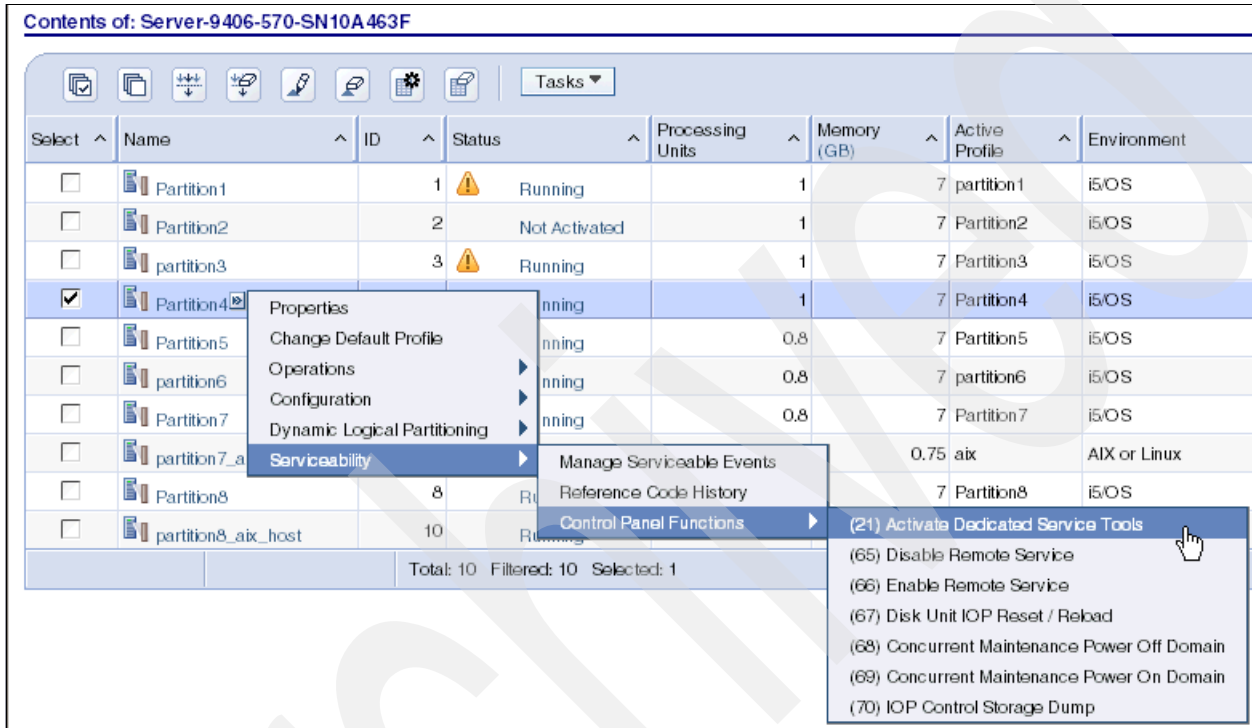 Contents of: Server-9406-570-SN10A463F
Tasks
Select Name ID Status Processing Units Memory (GB) Active Profile Environment
Partition1 1 Running 1 7 partition1 i5/OS
Partition2 2 Not Activated 1 7 Partition2 i5/OS
partition3 3 Running 1 7 Partition3 i5/OS
Partition4 nning 1 7 Partition4 i5/OS
Partition5 nning 0.8 7 Partition5 i5/OS
partition6 nning 0.8 7 partition6 i5/OS
Partition7 nning 0.8 7 Partition7 i5/OS
partition7_a 0.75 aix AIX or Linux
Partition8 8 Ru 7 Partition8 i5/OS
partition8_aix_host 10 Running
Total: 10 Filtered: 10 Selected: 1
Properties
Change Default Profile
Operations
Configuration
Dynamic Logical Partitioning
Serviceability
Manage Serviceable Events
Reference Code History
Control Panel Functions
(21) Activate Dedicated Service Tools
(65) Disable Remote Service
(66) Enable Remote Service
(67) Disk Unit IOP Reset / Reload
(68) Concurrent Maintenance Power Off Domain
(69) Concurrent Maintenance Power On Domain
(70) IOP Control Storage Dump